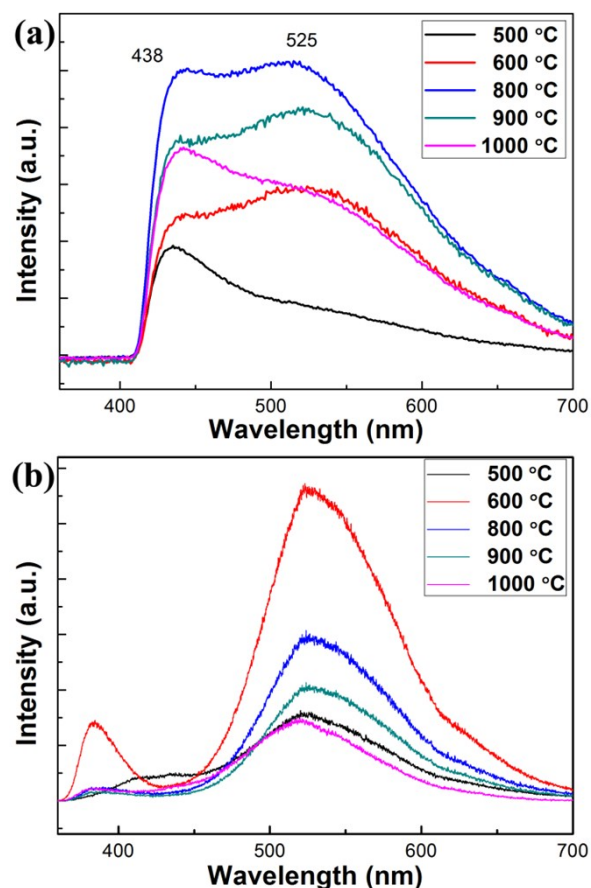 (a)
438
525
500 °C
600 °C
800 °C
900 °C
1000 °C
Intensity (a.u.)
400
500
600
700
Wavelength (nm)
(b)
500 °C
600 °C
800 °C
900 °C
1000 °C
Intensity (a.u.)
400
500
600
700
Wavelength (nm)